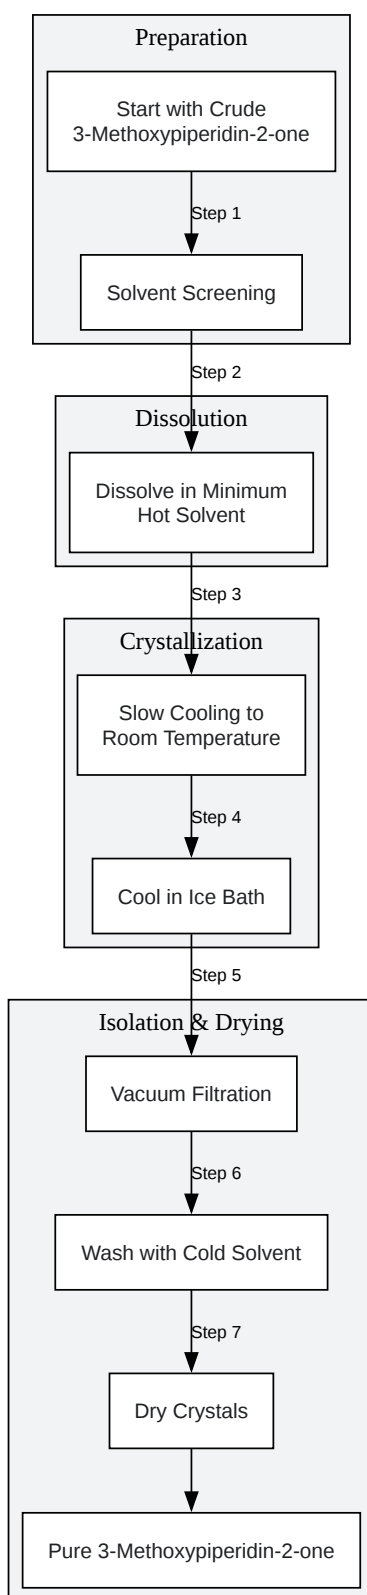 Preparation
Start with Crude
3-Methoxypiperidin-2-one
Step 1
Solvent Screening
Step 2
Dissolution
Dissolve in Minimum
Hot Solvent
Step 3
Crystallization
Slow Cooling to
Room Temperature
Step 4
Cool in Ice Bath
Step 5
Isolation & Drying
Vacuum Filtration
Step 6
Wash with Cold Solvent
Step 7
Dry Crystals
Pure 3-Methoxypiperidin-2-one